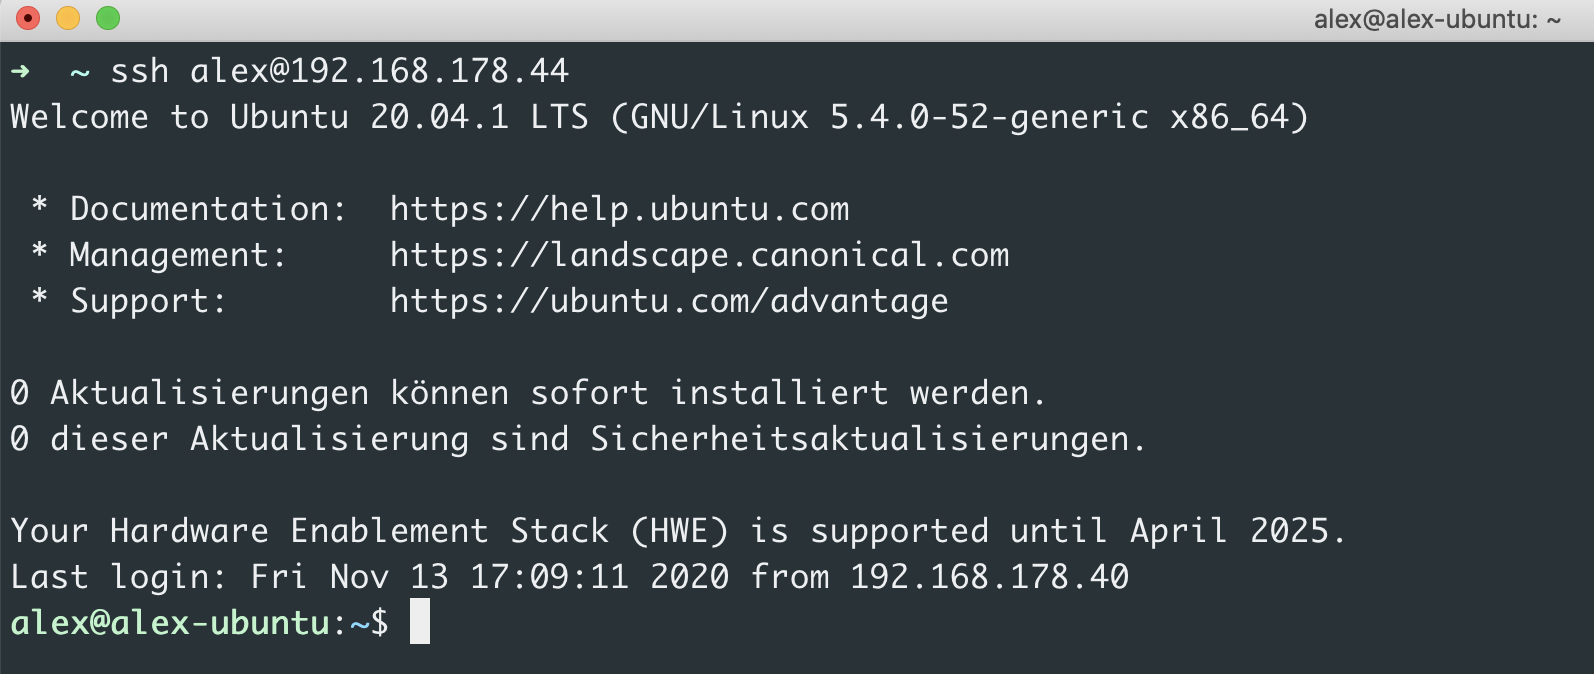 alex@alex-ubuntu: ~
➜  ~ ssh alex@192.168.178.44
Welcome to Ubuntu 20.04.1 LTS (GNU/Linux 5.4.0-52-generic x86_64)
 * Documentation:  https://help.ubuntu.com
 * Management:     https://landscape.canonical.com
 * Support:        https://ubuntu.com/advantage
0 Aktualisierungen können sofort installiert werden.
0 dieser Aktualisierung sind Sicherheitsaktualisierungen.
Your Hardware Enablement Stack (HWE) is supported until April 2025.
Last login: Fri Nov 13 17:09:11 2020 from 192.168.178.40
alex@alex-ubuntu:~$